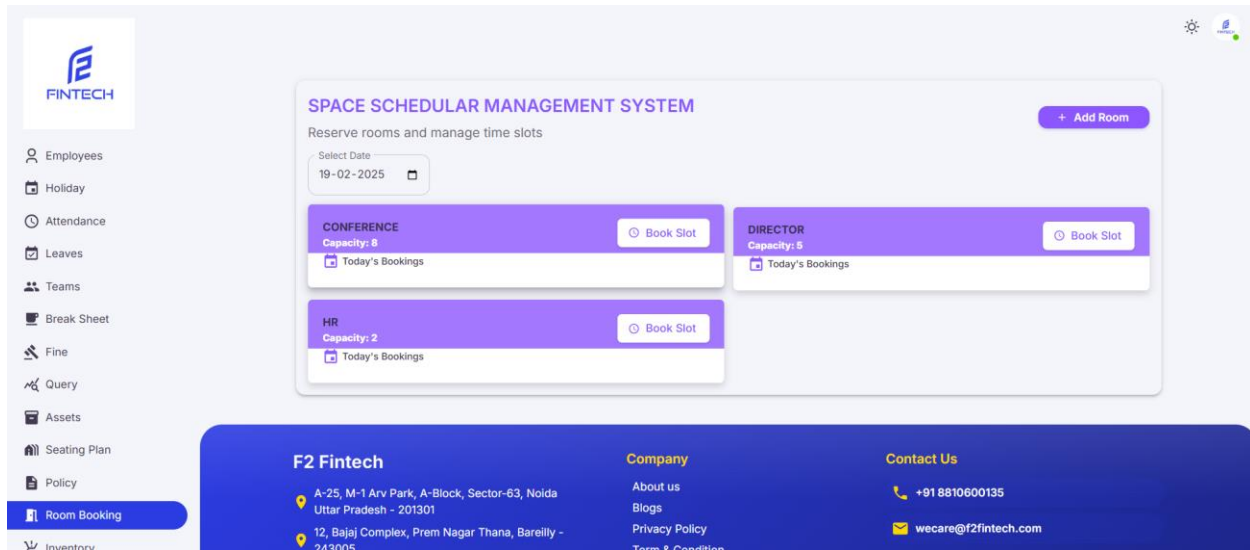 FINTECH
Employees
Holiday
Attendance
Leaves
Teams
Break Sheet
Fine
Query
Assets
Seating Plan
Policy
Room Booking
Inventory
SPACE SCHEDULAR MANAGEMENT SYSTEM
+ Add Room
Reserve rooms and manage time slots
Select Date
19-02-2025
CONFERENCE
Capacity: 8
Book Slot
Today's Bookings
DIRECTOR
Capacity: 5
Book Slot
Today's Bookings
HR
Capacity: 2
Book Slot
Today's Bookings
F2 Fintech
A-25, M-1 Arv Park, A-Block, Sector-63, Noida
Uttar Pradesh - 201301
12, Bajaj Complex, Prem Nagar Thana, Bareilly -
243005
Company
About us
Blogs
Privacy Policy
Term & Condition
Contact Us
+91 8810600135
wecare@f2fintech.com